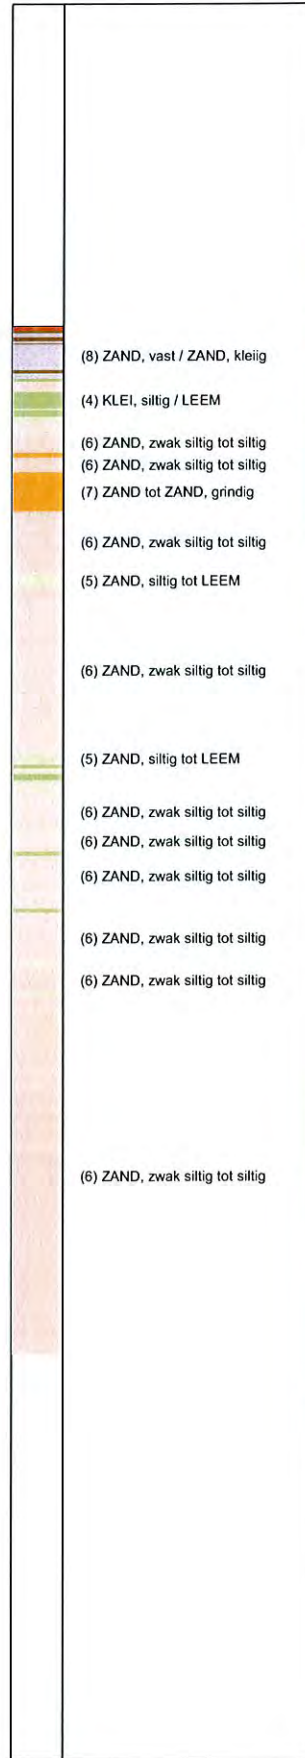 (8) ZAND, vast / ZAND, kleiig
(4) KLEI, siltig / LEEM
(6) ZAND, zwak siltig tot siltig
(6) ZAND, zwak siltig tot siltig
(7) ZAND tot ZAND, grindig
(6) ZAND, zwak siltig tot siltig
(5) ZAND, siltig tot LEEM
(6) ZAND, zwak siltig tot siltig
(5) ZAND, siltig tot LEEM
(6) ZAND, zwak siltig tot siltig
(6) ZAND, zwak siltig tot siltig
(6) ZAND, zwak siltig tot siltig
(6) ZAND, zwak siltig tot siltig
(6) ZAND, zwak siltig tot siltig
(6) ZAND, zwak siltig tot siltig